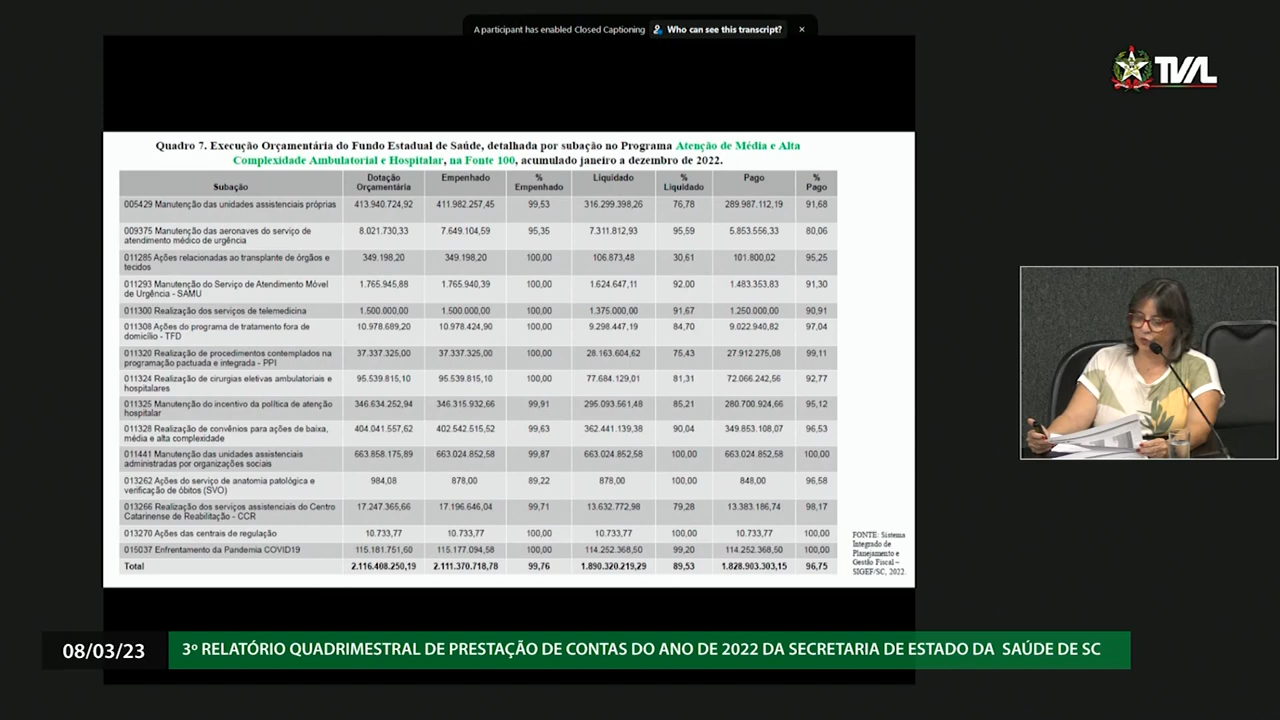 A participant has enabled Closed Captioning Who can see this transcript? ×
TVAL
Quadro 7. Execução Orçamentária do Fundo Estadual de Saúde, detalhada por subação no Programa Atenção de Média e Alta
Complexidade Ambulatorial e Hospitalar, na Fonte 100, acumulado janeiro a dezembro de 2022.
Subação Dotação Orçamentária Empenhado % Empenhado Liquidado % Liquidado Pago % Pago
005429 Manutenção das unidades assistenciais próprias 413.940.724,92 411.982.257,45 99,53 316.299.398,26 76,78 289.987.112,19 91,68
009375 Manutenção das aeronaves do serviço de 8.021.730,33 7.649.104,59 95,35 7.311.812,93 95,59 5.853.556,33 80,06
atendimento médico de urgência
011285 Ações relacionadas ao transplante de órgãos e 349.198,20 349.198,20 100,00 106.873,48 30,61 101.800,02 95,25
tecidos
011293 Manutenção do Serviço de Atendimento Móvel 1.765.945,88 1.765.940,39 100,00 1.624.647,11 92,00 1.483.353,83 91,30
de Urgência - SAMU
011300 Realização dos serviços de telemedicina 1.500.000,00 1.500.000,00 100,00 1.375.000,00 91,67 1.250.000,00 90,91
011308 Ações do programa de tratamento fora de 10.978.689,20 10.978.424,90 100,00 9.298.447,19 84,70 9.022.940,82 97,04
domicílio - TFD
011320 Realização de procedimentos contemplados na 37.337.325,00 37.337.325,00 100,00 28.163.604,62 75,43 27.912.275,08 99,11
programação pactuada e integrada - PPI
011324 Realização de cirurgias eletivas ambulatoriais e 95.539.815,10 95.539.815,10 100,00 77.684.129,01 81,31 72.066.242,56 92,77
hospitalares
011325 Manutenção do incentivo da política de atenção 346.634.252,94 346.315.932,66 99,91 295.093.561,48 85,21 280.700.924,66 95,12
hospitalar
011328 Realização de convênios para ações de baixa, 404.041.557,62 402.542.515,52 99,63 362.441.139,38 90,04 349.853.108,07 96,53
média e alta complexidade
011441 Manutenção das unidades assistenciais 663.858.175,89 663.024.852,58 99,87 663.024.852,58 100,00 663.024.852,58 100,00
administradas por organizações sociais
013262 Ações do serviço de anatomia patológica e 984,08 878,00 89,22 878,00 100,00 848,00 96,58
verificação de óbitos (SVO)
013266 Realização dos serviços assistenciais do Centro 17.247.365,66 17.196.646,04 99,71 13.632.772,98 79,28 13.383.186,74 98,17
Catarinense de Reabilitação - CCR
013270 Ações das centrais de regulação 10.733,77 10.733,77 100,00 10.733,77 100,00 10.733,77 100,00
015037 Enfrentamento da Pandemia COVID19 115.181.751,60 115.177.094,58 100,00 114.252.368,50 99,20 114.252.368,50 100,00
Total 2.116.408.250,19 2.111.370.718,78 99,76 1.890.320.219,29 89,53 1.828.903.303,15 96,75
FONTE: Sistema
Integrado de
Planejamento e
Gestão Fiscal –
SIGEF/SC, 2022.
08/03/23 3º RELATÓRIO QUADRIMESTRAL DE PRESTAÇÃO DE CONTAS DO ANO DE 2022 DA SECRETARIA DE ESTADO DA SAÚDE DE SC